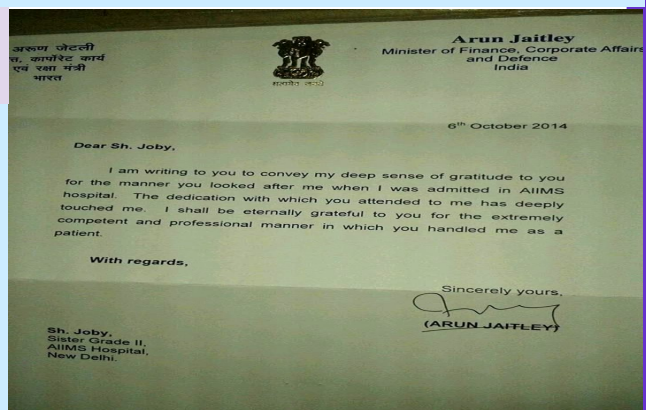 अरूण जेटली
कार्पोरेट कार्य
एवं रक्षा मंत्री
भारत
Arun Jaitley
Minister of Finance, Corporate Affairs
and Defence
India
6th October 2014
Dear Sh. Joby,
I am writing to you to convey my deep sense of gratitude to you
for the manner you looked after me when I was admitted in AIIMS
hospital. The dedication with which you attended to me has deeply
touched me. I shall be eternally grateful to you for the extremely
competent and professional manner in which you handled me as a
patient.
With regards,
Sincerely yours,
(ARUN JAITLEY)
Sh. Joby,
Sister Grade II,
AIIMS Hospital,
New Delhi.